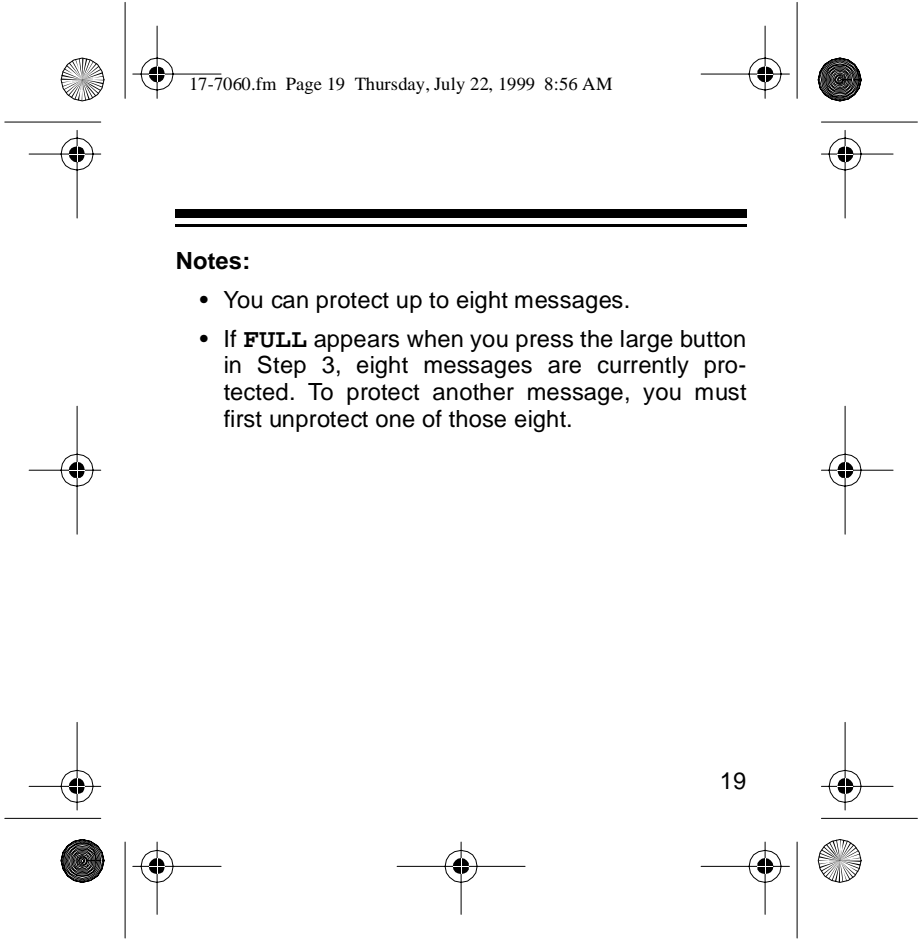 17-7060.fm  Page 19  Thursday, July 22, 1999  8:56 AM
Notes:
• You can protect up to eight messages.
• If FULL appears when you press the large button
in Step 3, eight messages are currently pro-
tected. To protect another message, you must
first unprotect one of those eight.
19